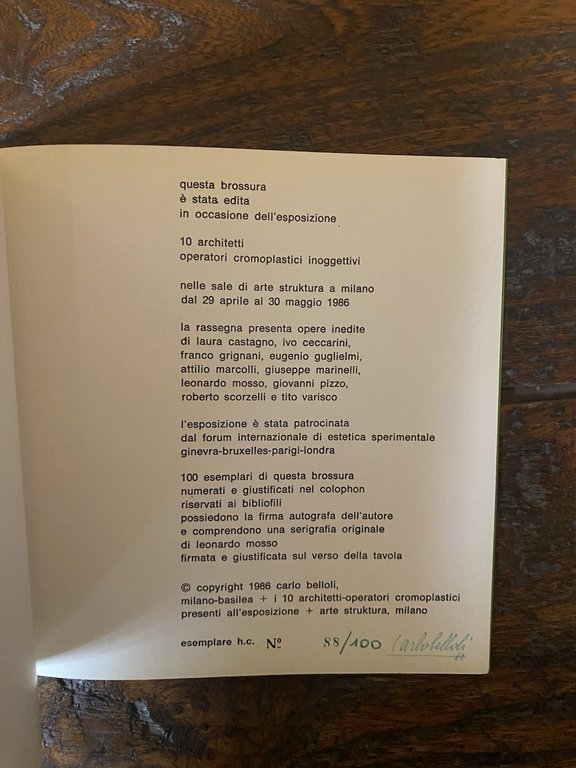 questa brossura
è stata edita
in occasione dell'esposizione
10 architetti
operatori cromoplastici inoggettivi
nelle sale di arte struktura a milano
dal 29 aprile al 30 maggio 1986
la rassegna presenta opere inedite
di laura castagno, ivo ceccarini,
franco grignani, eugenio guglielmi,
attilio marcolli, giuseppe marinelli,
leonardo mosso, giovanni pizzo,
roberto scorzelli e tito varisco
l'esposizione è stata patrocinata
dal forum internazionale di estetica sperimentale
ginevra-bruxelles-parigi-londra
100 esemplari di questa brossura
numerati e giustificati nel colophon
riservati ai bibliofili
possiedono la firma autografa dell'autore
e comprendono una serigrafia originale
di leonardo mosso
firmata e giustificata sul verso della tavola
© copyright 1986 carlo belloli,
milano-basilea + i 10 architetti-operatori cromoplastici
presenti all'esposizione + arte struktura, milano
esemplare h.c. Nº 88/100 carlo belloli